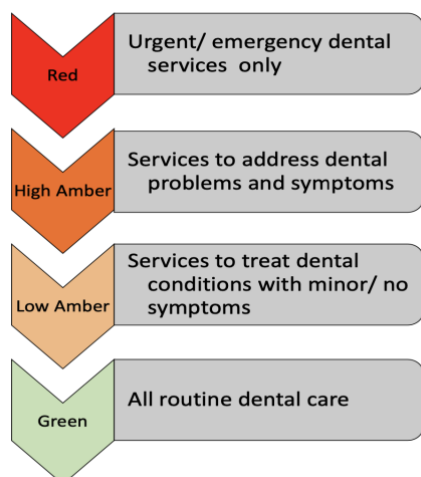 Red
Urgent/ emergency dental
services only
High Amber
Services to address dental
problems and symptoms
Low Amber
Services to treat dental
conditions with minor/ no
symptoms
Green
All routine dental care